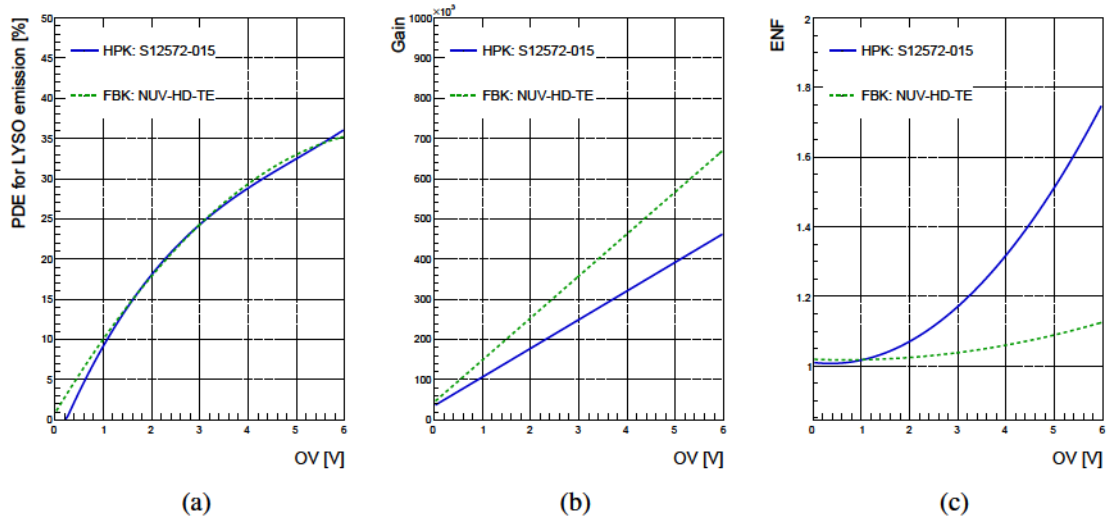 PDE for LYSO emission [%]
50
45
40
35
30
25
20
15
10
5
0
HPK: S12572-015
FBK: NUV-HD-TE
0 1 2 3 4 5 6
OV [V]
(a)
Gain
1000 ×10³
900
800
700
600
500
400
300
200
100
0
HPK: S12572-015
FBK: NUV-HD-TE
0 1 2 3 4 5 6
OV [V]
(b)
ENF
2
1.8
1.6
1.4
1.2
1
HPK: S12572-015
FBK: NUV-HD-TE
0 1 2 3 4 5 6
OV [V]
(c)